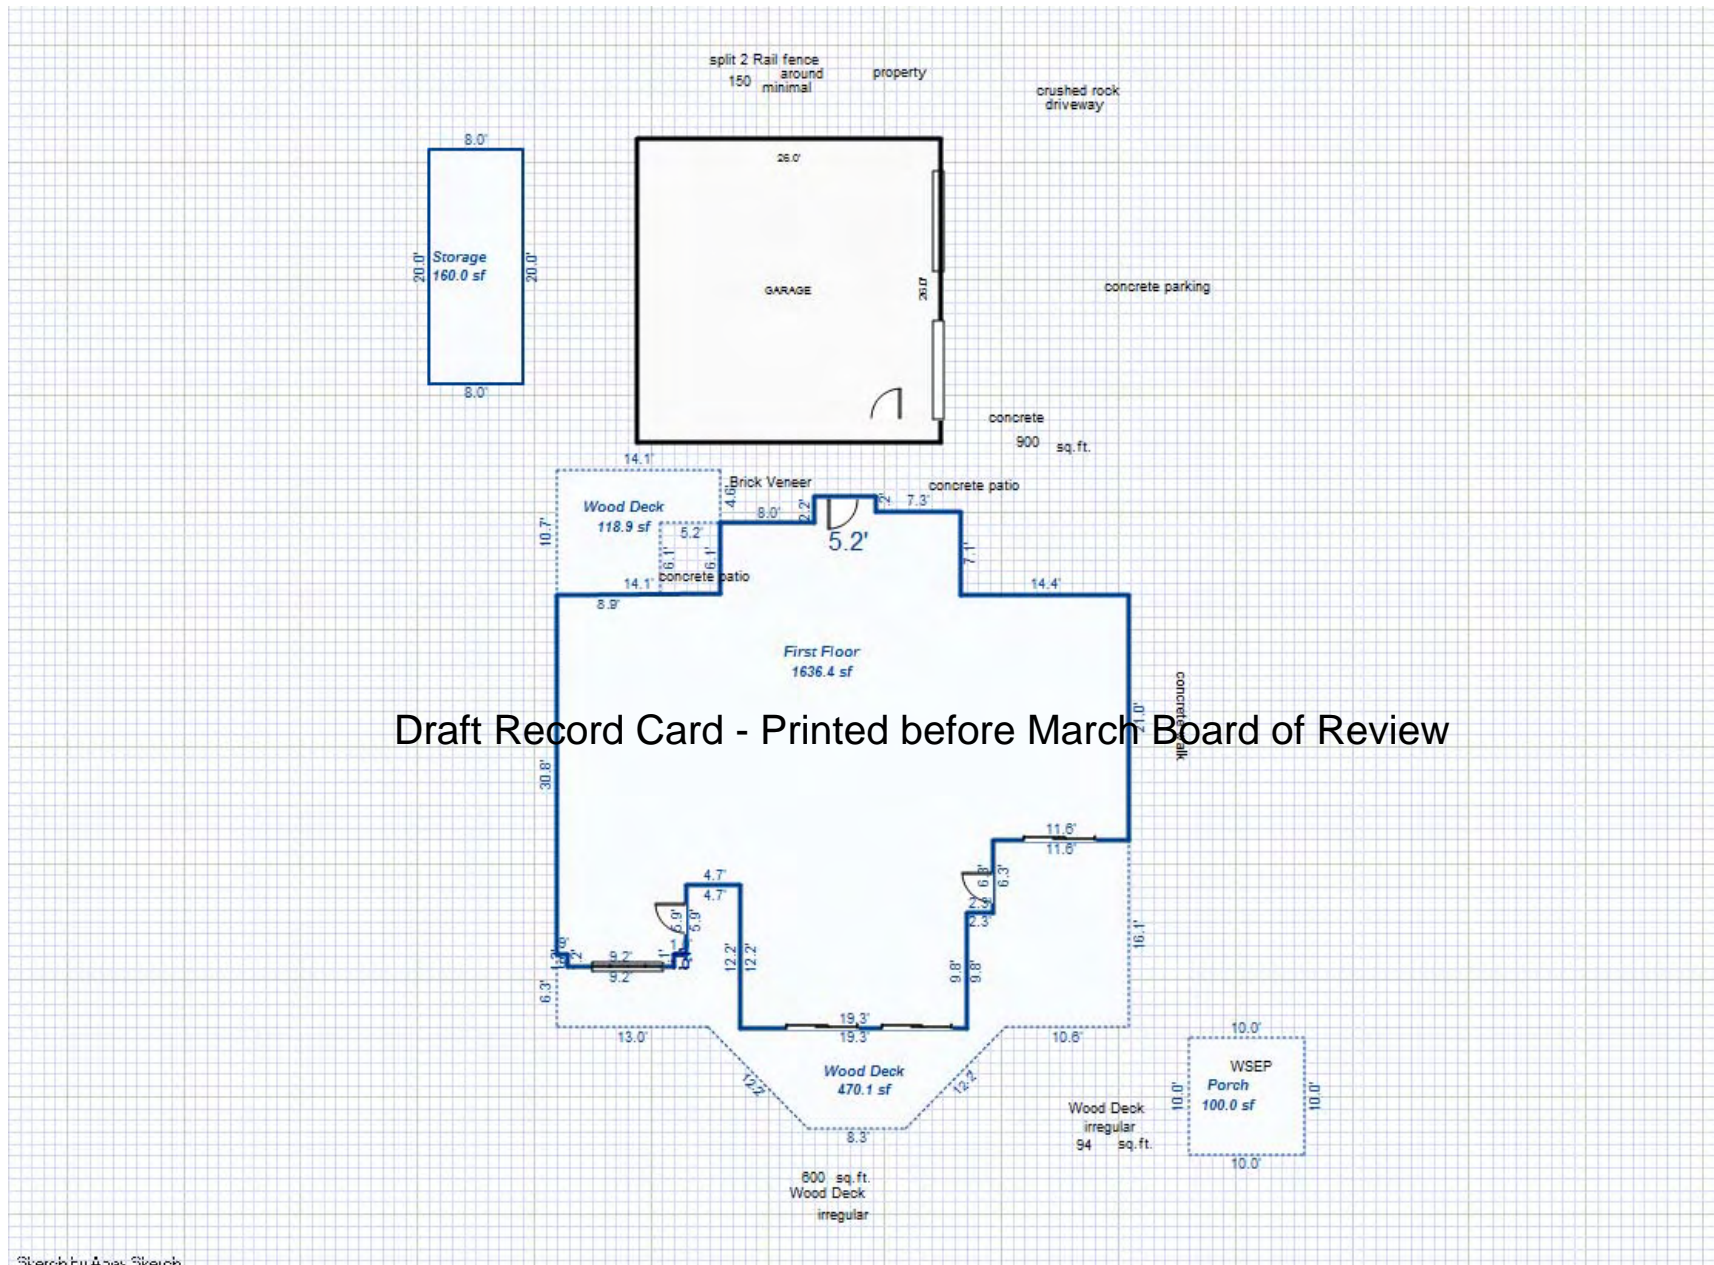 split 2 Rail fence
around property
150 minimal
crushed rock
driveway
8.0'
26.0'
Storage
160.0 sf
20.0'
20.0'
GARAGE
26.0'
concrete parking
8.0'
concrete
900 sq.ft.
14.1'
Brick Veneer
concrete patio
4.6'
Wood Deck
118.9 sf
8.0'
2.2'
7.3'
10.7'
5.2'
5.2'
6.1'
6.1'
7.1'
concrete patio
14.1'
14.4'
8.9'
First Floor
1636.4 sf
concrete walk
21.0'
Draft Record Card - Printed before March Board of Review
30.8'
11.6'
11.6'
4.7'
4.7'
6.3'
6.3'
5.9'
5.9'
2.3'
2.3'
16.1'
12.2'
12.2'
9.2'
9.2'
9.8'
9.8'
6.3'
19.3'
19.3'
13.0'
10.6'
10.0'
WSEP
Wood Deck
470.1 sf
12.2'
12.2'
Porch
100.0 sf
10.0'
10.0'
Wood Deck
irregular
94 sq.ft.
8.3'
10.0'
600 sq.ft.
Wood Deck
irregular